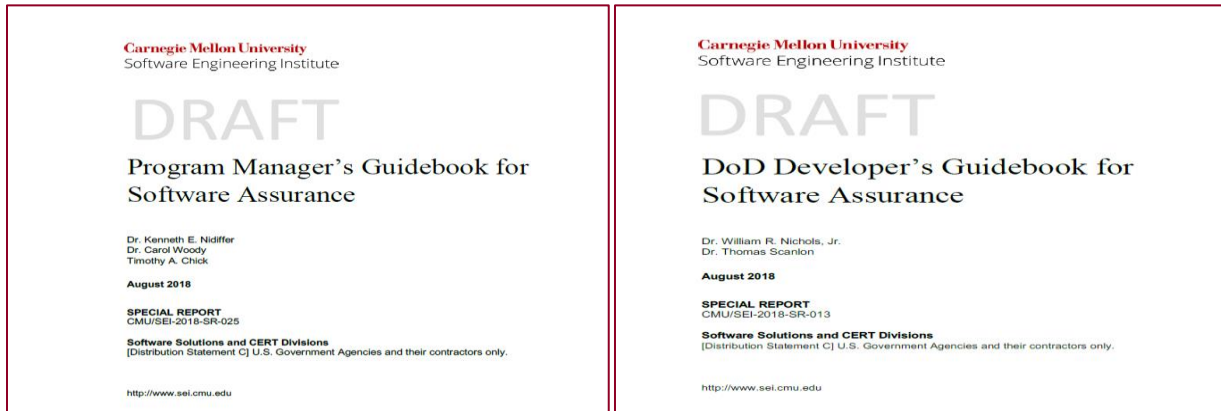 Carnegie Mellon University
Software Engineering Institute
DRAFT
Program Manager's Guidebook for
Software Assurance
Dr. Kenneth E. Nidiffer
Dr. Carol Woody
Timothy A. Chick
August 2018
SPECIAL REPORT
CMU/SEI-2018-SR-025
Software Solutions and CERT Divisions
[Distribution Statement C] U.S. Government Agencies and their contractors only.
http://www.sei.cmu.edu
Carnegie Mellon University
Software Engineering Institute
DRAFT
DoD Developer's Guidebook for
Software Assurance
Dr. William R. Nichols, Jr.
Dr. Thomas Scanlon
August 2018
SPECIAL REPORT
CMU/SEI-2018-SR-013
Software Solutions and CERT Divisions
[Distribution Statement C] U.S. Government Agencies and their contractors only.
http://www.sei.cmu.edu